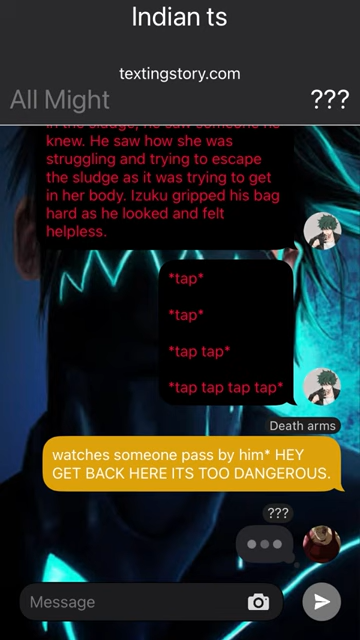 Indian ts
textingstory.com
All Might
???
in the sludge, he saw someone he
knew. He saw how she was
struggling and trying to escape
the sludge as it was trying to get
in her body. Izuku gripped his bag
hard as he looked and felt
helpless.
*tap*
*tap*
*tap tap*
*tap tap tap tap*
Death arms
watches someone pass by him* HEY
GET BACK HERE ITS TOO DANGEROUS.
???
Message